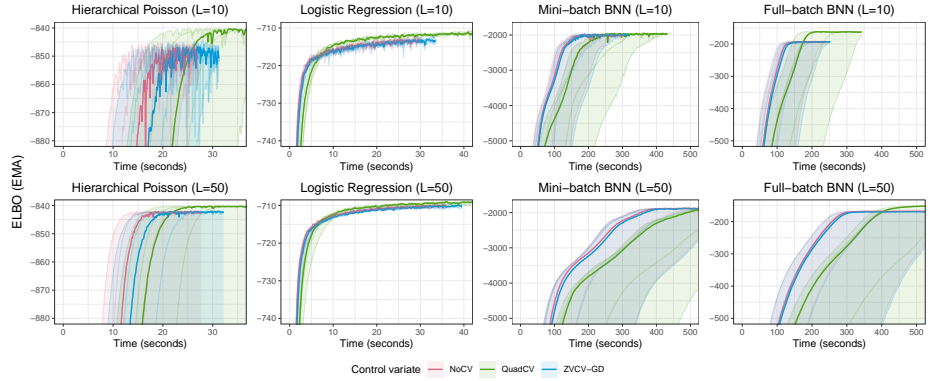 Hierarchical Poisson (L=10)
Logistic Regression (L=10)
Mini−batch BNN (L=10)
Full−batch BNN (L=10)
−840
−850
−860
−870
−880
0 10 20 30
Time (seconds)
−710
−720
−730
−740
0 10 20 30 40
Time (seconds)
−2000
−3000
−4000
−5000
0 100 200 300 400 500
Time (seconds)
−200
−300
−400
−500
0 100 200 300 400 500
Time (seconds)
ELBO (EMA)
Hierarchical Poisson (L=50)
Logistic Regression (L=50)
Mini−batch BNN (L=50)
Full−batch BNN (L=50)
−840
−850
−860
−870
−880
0 10 20 30
Time (seconds)
−710
−720
−730
−740
0 10 20 30 40
Time (seconds)
−2000
−3000
−4000
−5000
0 100 200 300 400 500
Time (seconds)
−200
−300
−400
−500
0 100 200 300 400 500
Time (seconds)
Control variate NoCV QuadCV ZVCV−GD